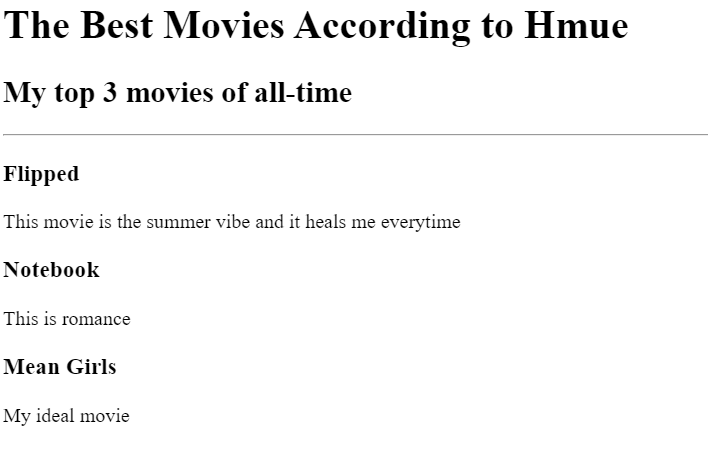 The Best Movies According to Hmue
My top 3 movies of all-time
Flipped
This movie is the summer vibe and it heals me everytime
Notebook
This is romance
Mean Girls
My ideal movie